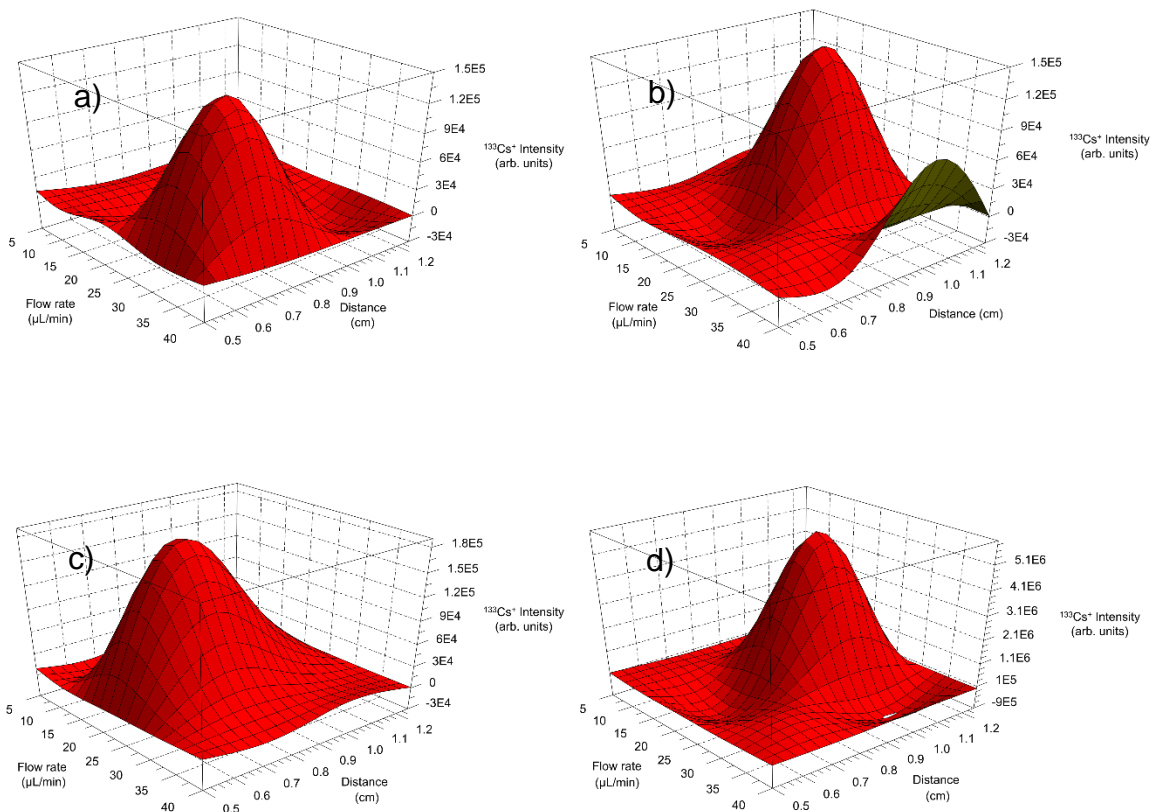 a)
1.5E5
1.2E5
9E4
6E4
3E4
0
-3E4
¹³³Cs⁺ Intensity
(arb. units)
5
10
15
20
25
30
35
40
Flow rate
(µL/min)
0.5
0.6
0.7
0.8
0.9
1.0
1.1
1.2
Distance
(cm)
b)
1.5E5
1.2E5
9E4
6E4
3E4
0
-3E4
¹³³Cs⁺ Intensity
(arb. units)
5
10
15
20
25
30
35
40
Flow rate
(µL/min)
0.5
0.6
0.7
0.8
0.9
1.0
1.1
1.2
Distance (cm)
c)
1.8E5
1.5E5
1.2E5
9E4
6E4
3E4
0
-3E4
¹³³Cs⁺ Intensity
(arb. units)
5
10
15
20
25
30
35
40
Flow rate
(µL/min)
0.5
0.6
0.7
0.8
0.9
1.0
1.1
1.2
Distance
(cm)
d)
5.1E6
4.1E6
3.1E6
2.1E6
1.1E6
1E5
-9E5
¹³³Cs⁺ Intensity
(arb. units)
5
10
15
20
25
30
35
40
Flow rate
(µL/min)
0.5
0.6
0.7
0.8
0.9
1.0
1.1
1.2
Distance
(cm)